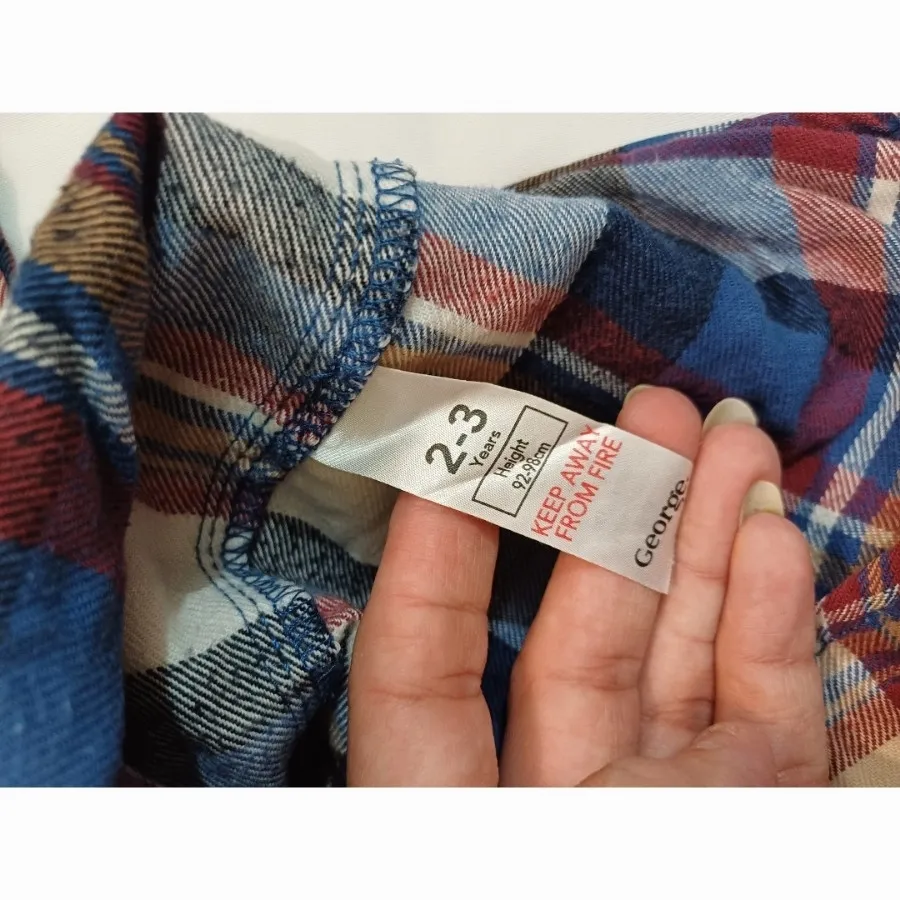 2-3
Years
Height
92-98cm
KEEP AWAY
FROM FIRE
George.